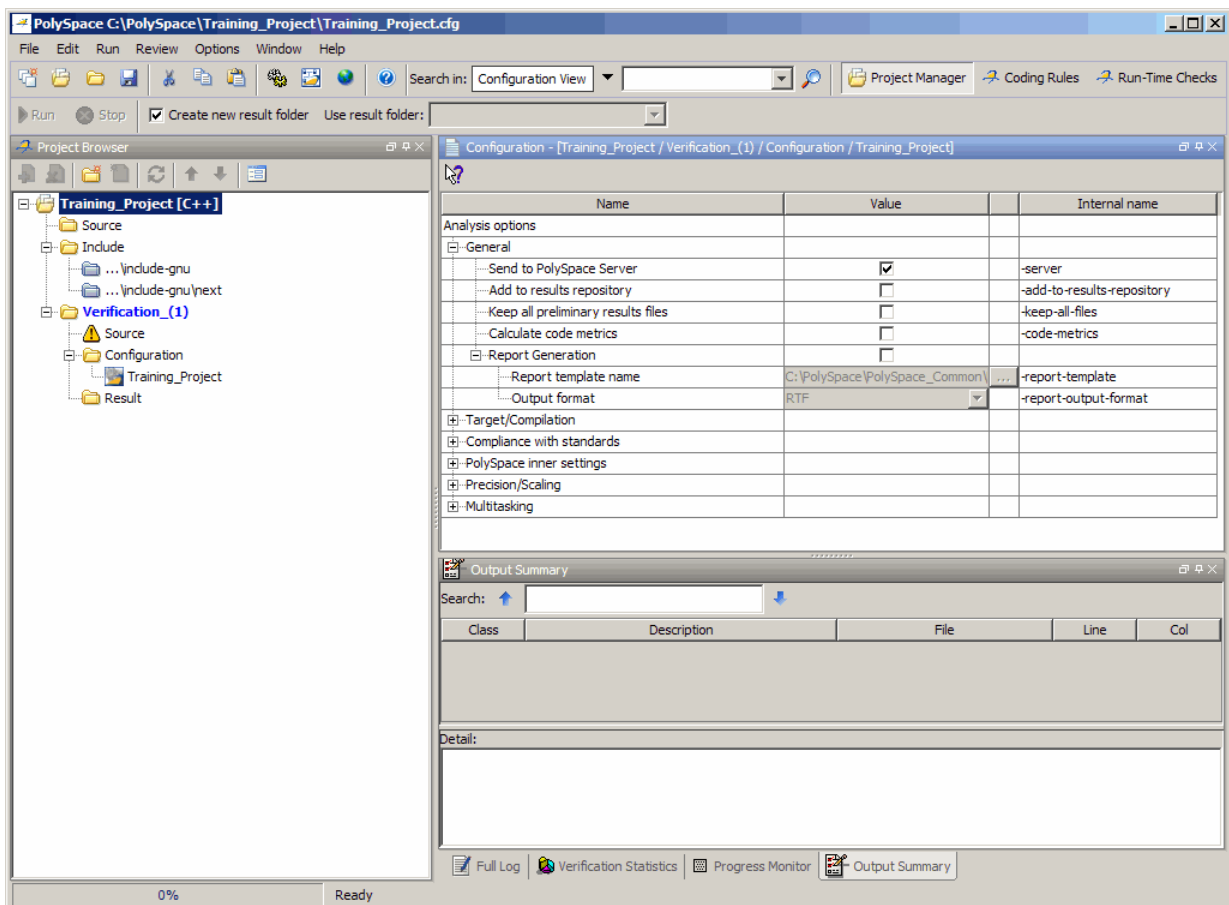 PolySpace C:\PolySpace\Training_Project\Training_Project.cfg
File Edit Run Review Options Window Help
Search in: Configuration View Project Manager Coding Rules Run-Time Checks
Run Stop Create new result folder Use result folder:
Project Browser
Training_Project [C++]
Source
Include
...\include-gnu
...\include-gnu\next
Verification_(1)
Source
Configuration
Training_Project
Result
Configuration - [Training_Project / Verification_(1) / Configuration / Training_Project]
Name Value Internal name
Analysis options
General
Send to PolySpace Server -server
Add to results repository -add-to-results-repository
Keep all preliminary results files -keep-all-files
Calculate code metrics -code-metrics
Report Generation
Report template name C:\PolySpace\PolySpace_Common\ ... -report-template
Output format RTF -report-output-format
Target/Compilation
Compliance with standards
PolySpace inner settings
Precision/Scaling
Multitasking
Output Summary
Search:
Class Description File Line Col
Detail:
Full Log Verification Statistics Progress Monitor Output Summary
0% Ready